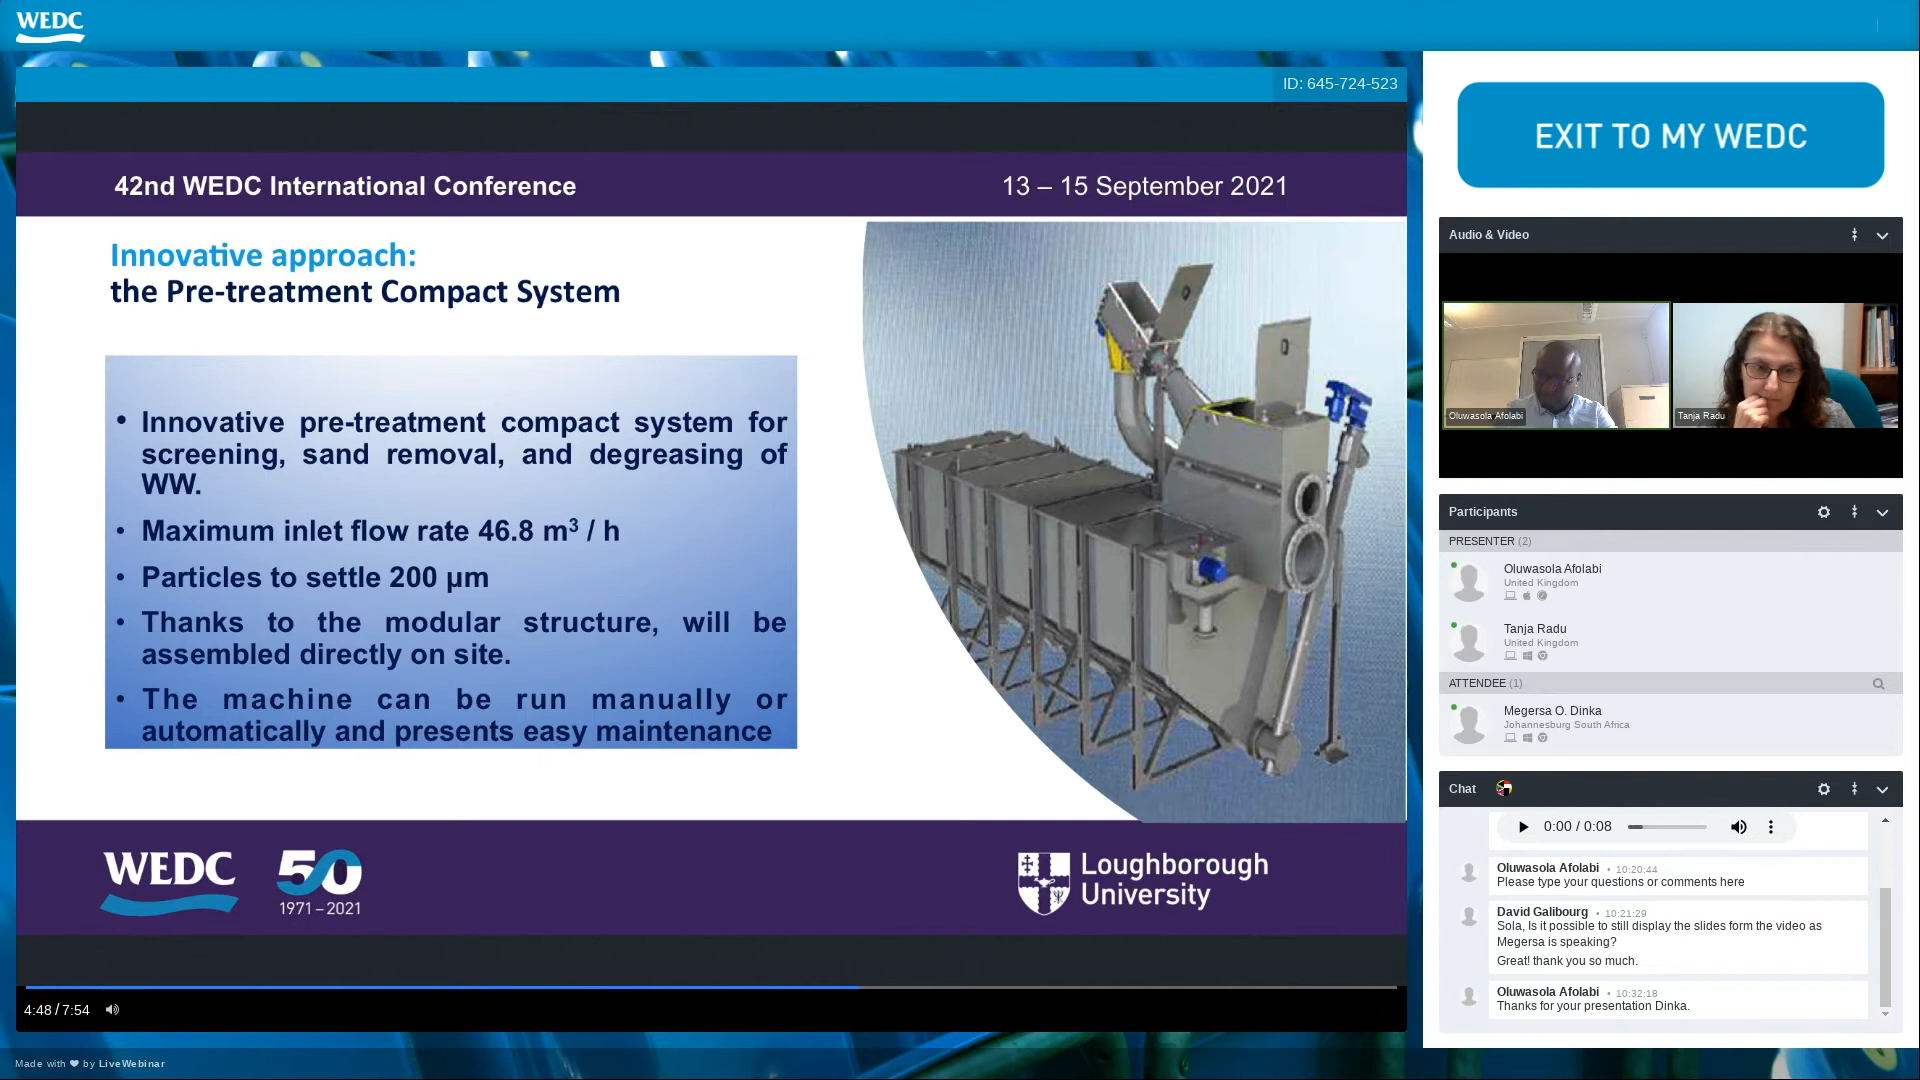 WEDC
ID: 645-724-523
42nd WEDC International Conference
13 – 15 September 2021
Innovative approach:
the Pre-treatment Compact System
• Innovative pre-treatment compact system for
screening, sand removal, and degreasing of
WW.
• Maximum inlet flow rate 46.8 m³ / h
• Particles to settle 200 µm
• Thanks to the modular structure, will be
assembled directly on site.
• The machine can be run manually or
automatically and presents easy maintenance
WEDC
50
1971 – 2021
Loughborough
University
4:48 / 7:54
Made with ❤ by LiveWebinar
EXIT TO MY WEDC
Audio & Video
Oluwasola Afolabi
Tanja Radu
Participants
PRESENTER (2)
Oluwasola Afolabi
United Kingdom
Tanja Radu
United Kingdom
ATTENDEE (1)
Megersa O. Dinka
Johannesburg South Africa
Chat
0:00 / 0:08
Oluwasola Afolabi • 10:20:44
Please type your questions or comments here
David Galibourg • 10:21:29
Sola, Is it possible to still display the slides form the video as
Megersa is speaking?
Great! thank you so much.
Oluwasola Afolabi • 10:32:18
Thanks for your presentation Dinka.